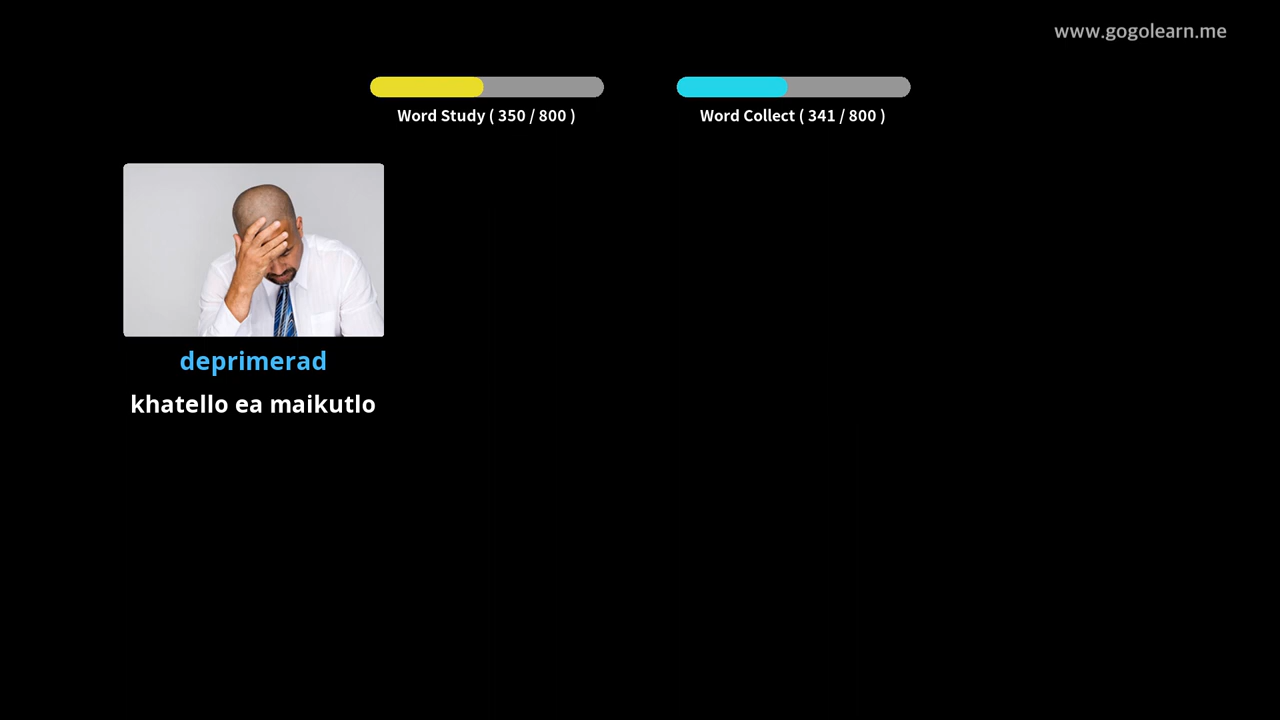 www.gogolearn.me
Word Study ( 350 / 800 )
Word Collect ( 341 / 800 )
deprimerad
khatello ea maikutlo